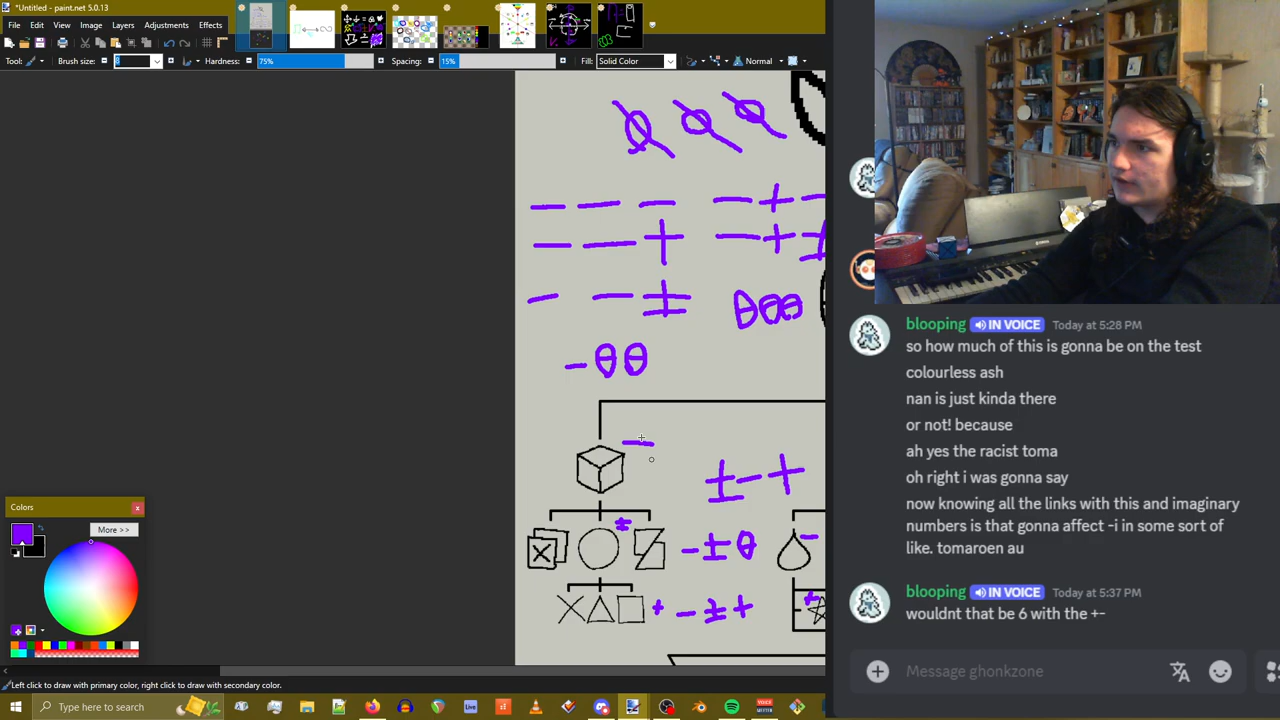 *Untitled - paint.net 5.0.13
File Edit View Image Layers Adjustments Effects
Tool: Brush size: Hardness: 75% Spacing: 15% Fill: Solid Color Normal
— — — — + —
— — + — + ±
— — ± θθθ
— θ θ
—
± — +
±
X — ± θ —
+ — ± + +
Colors
More >>
Left click to draw with primary color, right click to draw with secondary color.
Type here to search
Live
blooping IN VOICE Today at 5:28 PM
so how much of this is gonna be on the test
colourless ash
nan is just kinda there
or not! because
ah yes the racist toma
oh right i was gonna say
now knowing all the links with this and imaginary
numbers is that gonna affect -i in some sort of
like. tomaroen au
blooping IN VOICE Today at 5:37 PM
wouldnt that be 6 with the +-
Message ghonkzone